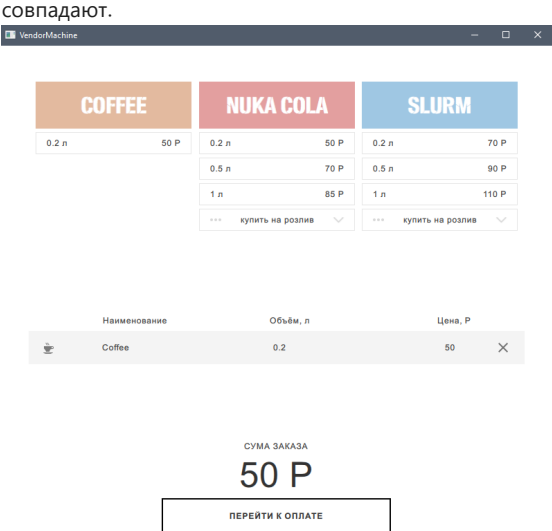 совпадают.
VendorMachine
COFFEE NUKA COLA SLURM
0.2 л 50 Р 0.2 л 50 Р 0.2 л 70 Р
0.5 л 70 Р 0.5 л 90 Р
1 л 85 Р 1 л 110 Р
купить на розлив купить на розлив
Наименование Объём, л Цена, Р
Coffee 0.2 50
СУМА ЗАКАЗА
50 Р
ПЕРЕЙТИ К ОПЛАТЕ